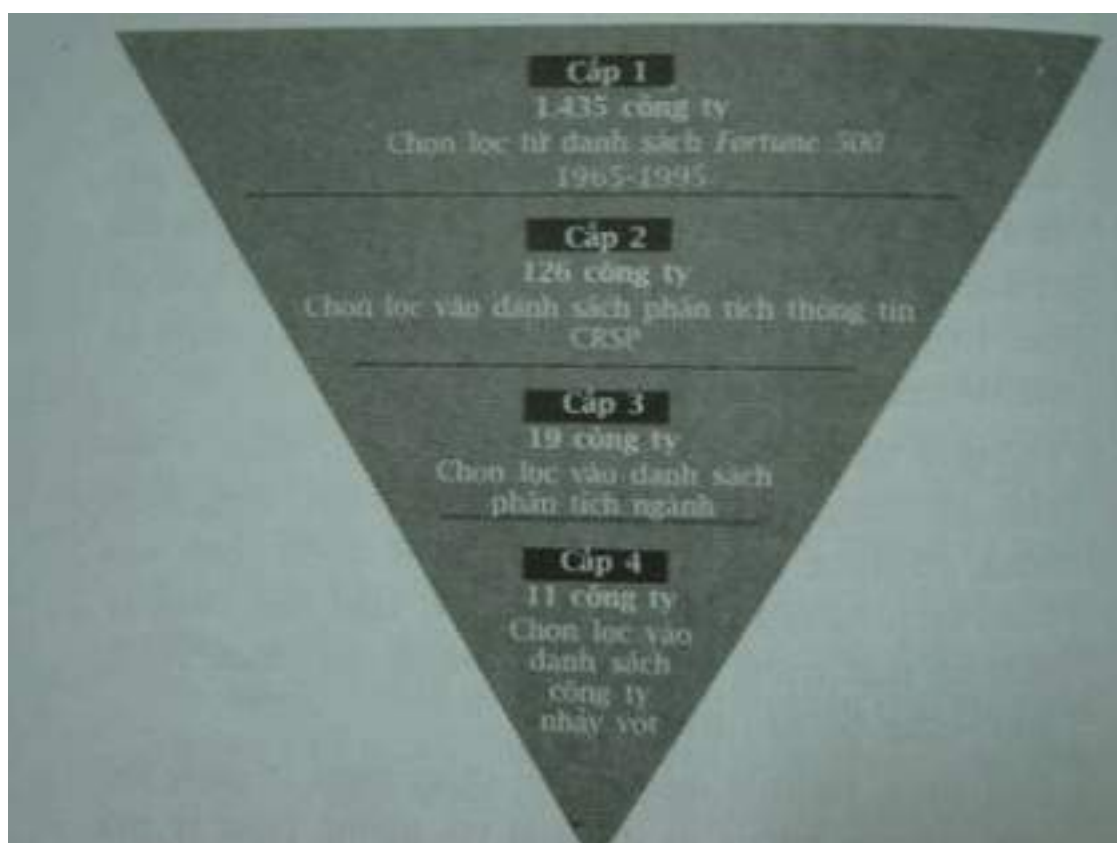 Cấp 1
1.435 công ty
Chọn lọc từ danh sách Fortune 500
1965-1995
Cấp 2
126 công ty
Chọn lọc vào danh sách phân tích thông tin
CRSP
Cấp 3
19 công ty
Chọn lọc vào danh sách
phân tích ngành
Cấp 4
11 công ty
Chọn lọc vào
danh sách
công ty
nhảy vọt